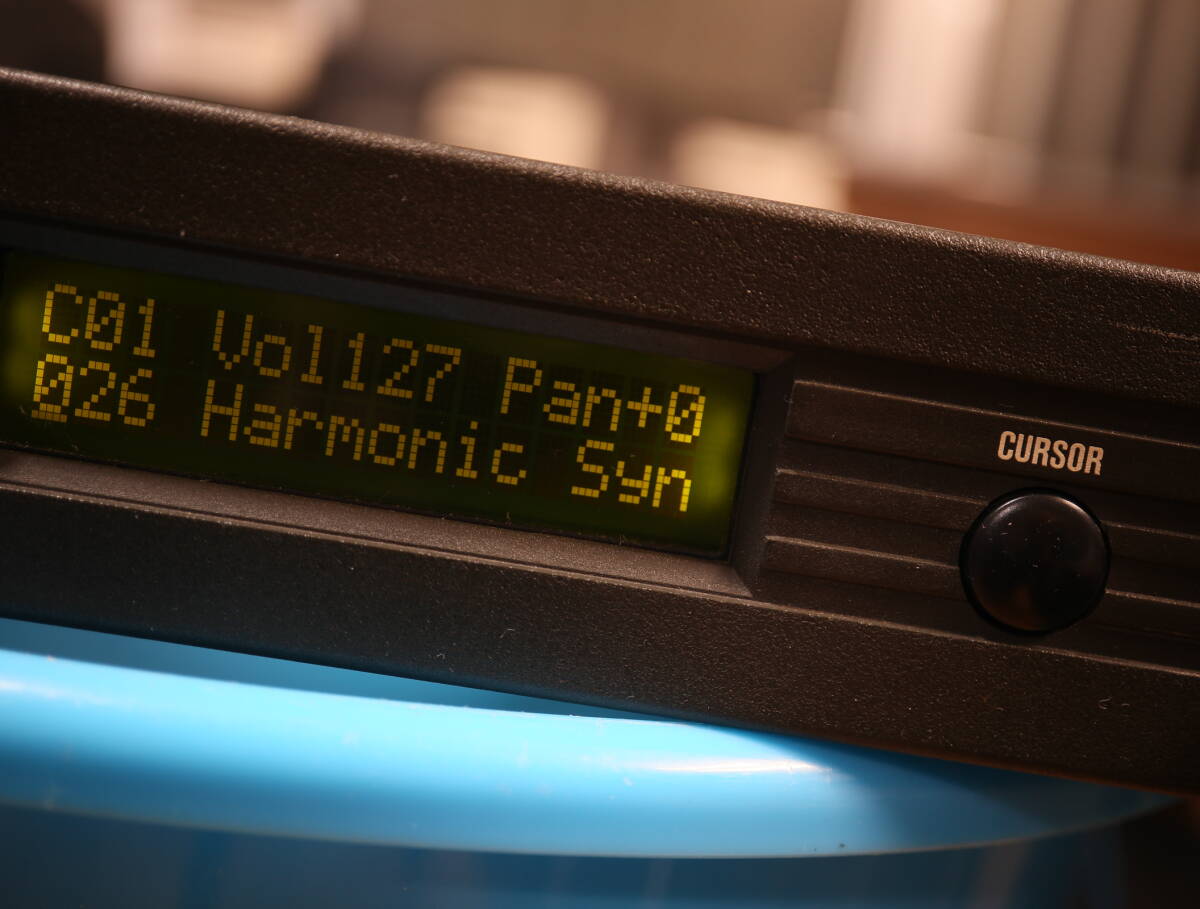 C01 Vol127 Pan+0
026 Harmonic Syn
CURSOR